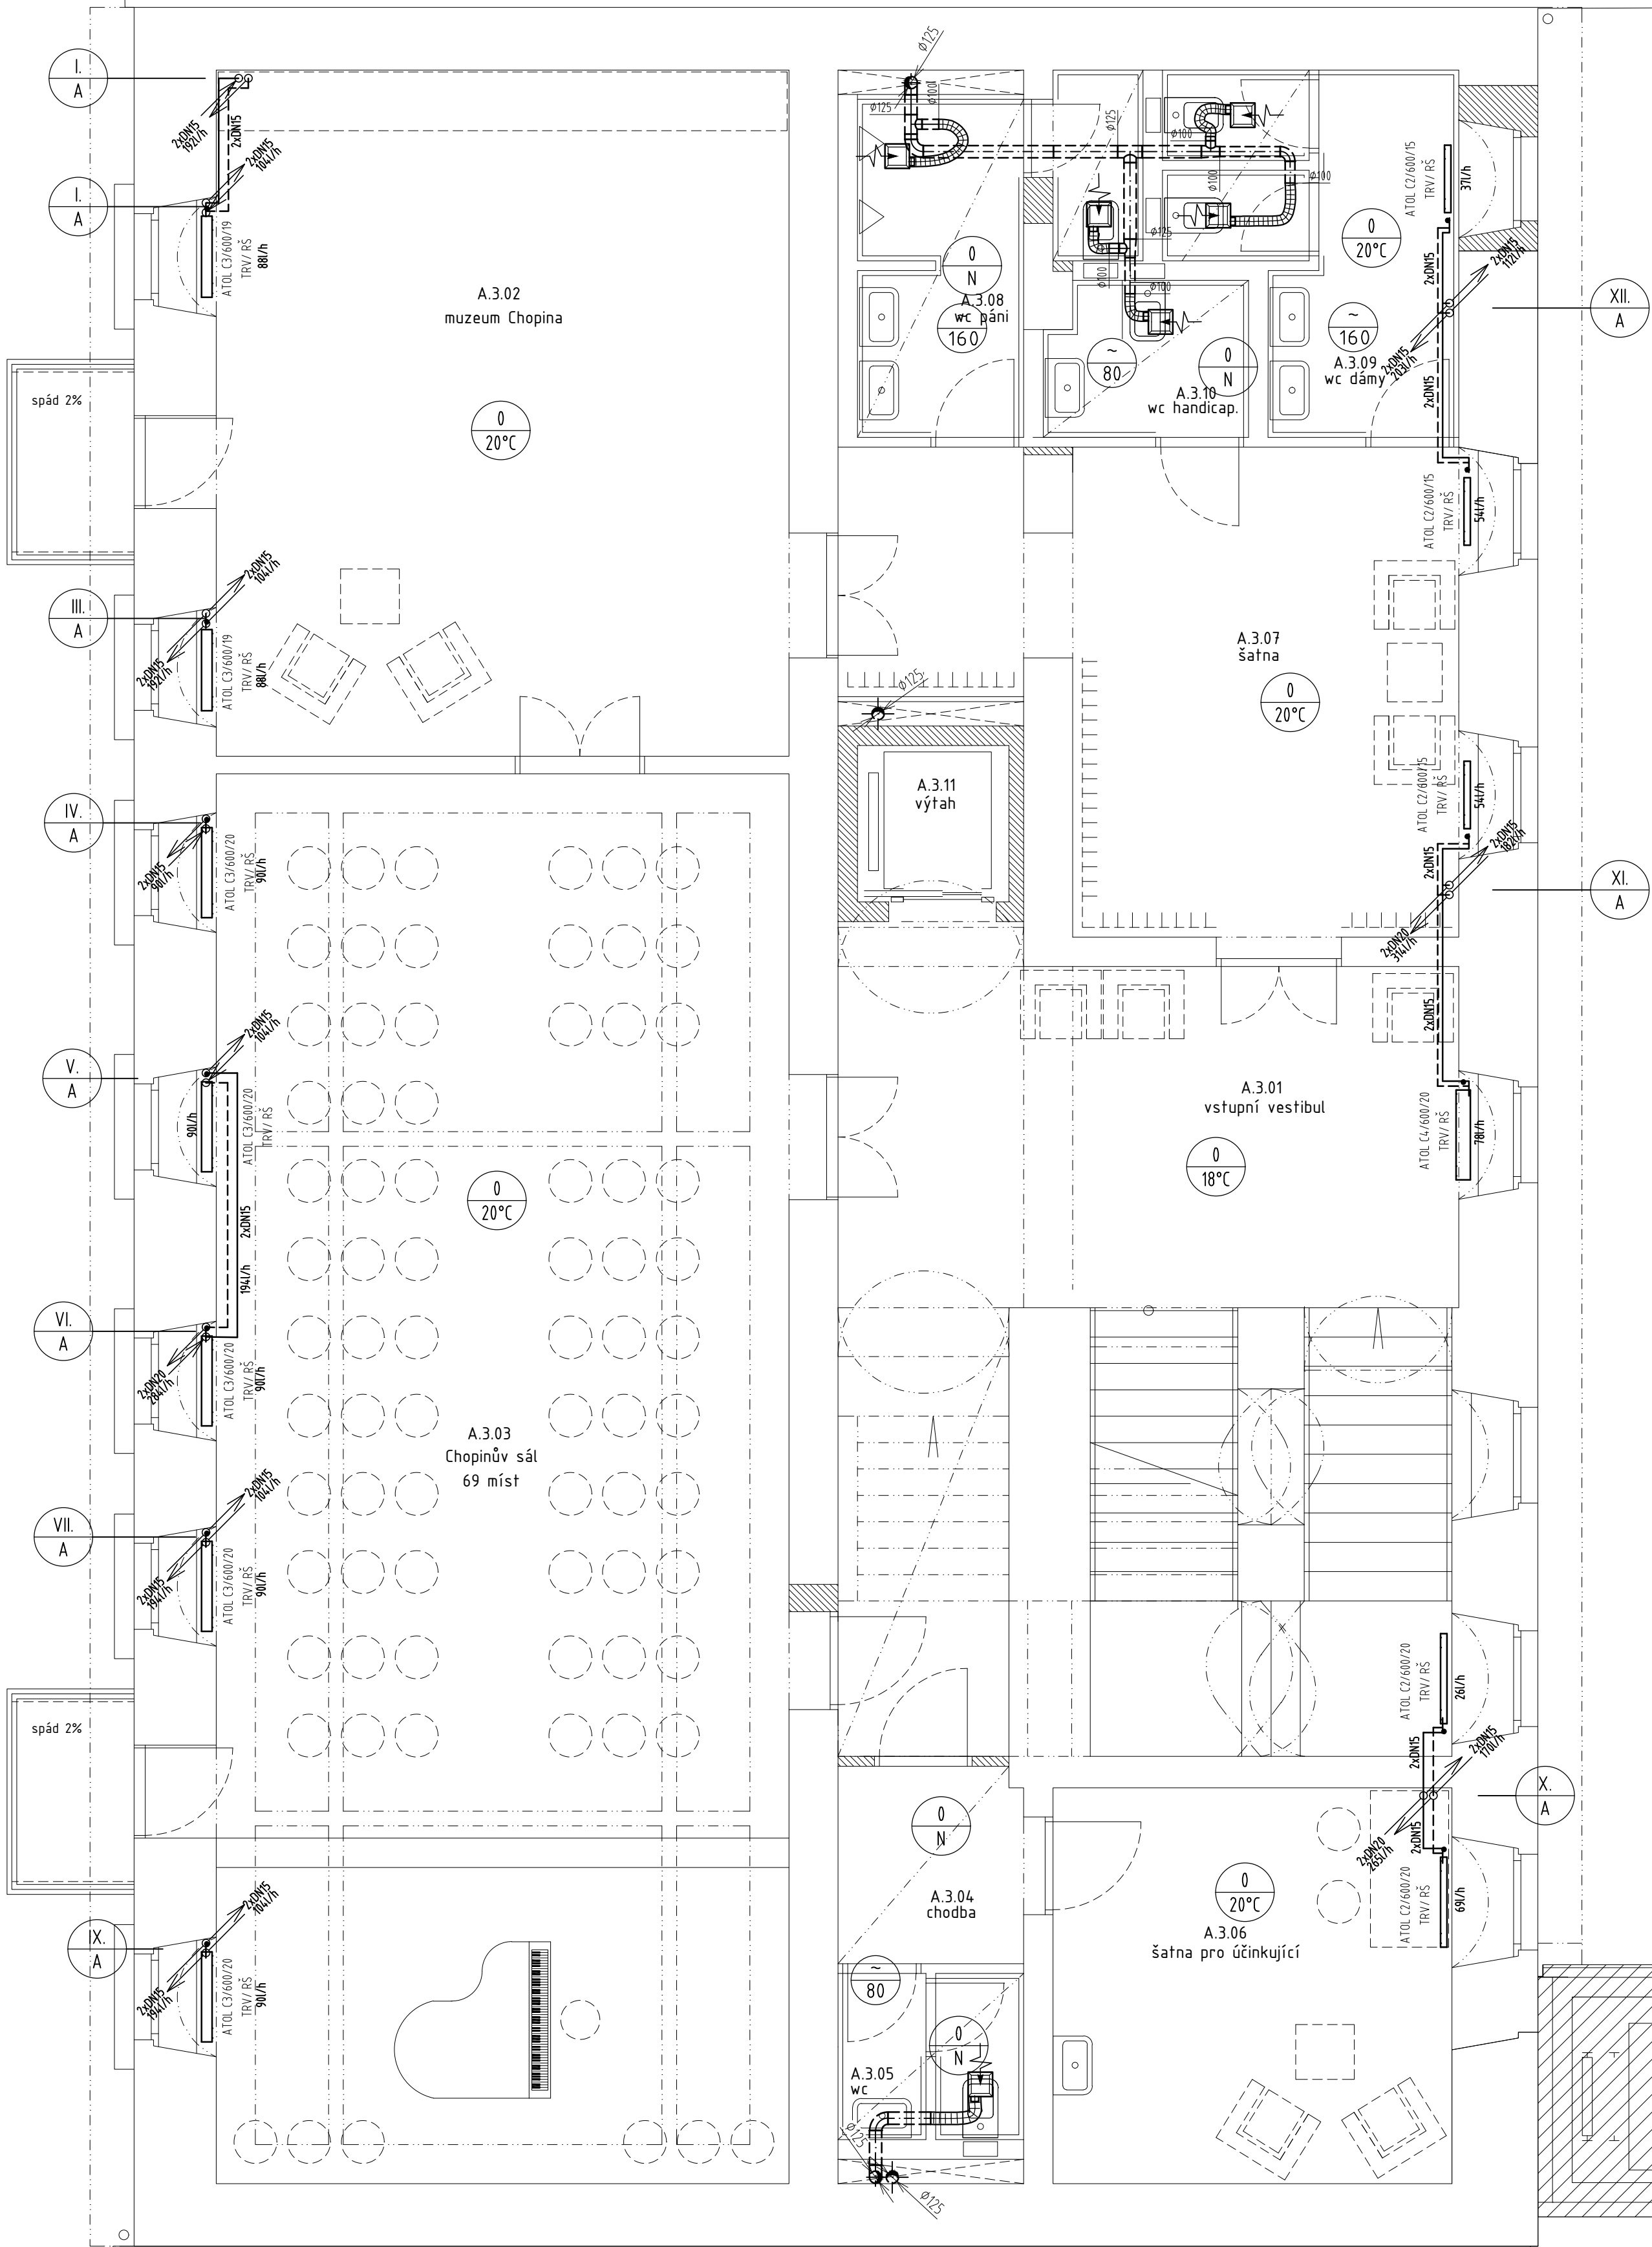 I.
A
2xDN15
192l/h
2xDN15
2xDN15
104l/h
I.
A
ATOL C3/600/19
TRV/ RŠ
88l/h
A.3.02
muzeum Chopina
0
20°C
spád 2%
III.
A
2xDN15
104l/h
2xDN15
192l/h
ATOL C3/600/19
TRV/ RŠ
88l/h
IV.
A
2xDN15
90l/h
ATOL C3/600/20
TRV/ RŠ
90l/h
V.
A
2xDN15
104l/h
90l/h
ATOL C3/600/20
TRV/ RŠ
2xDN15
194l/h
0
20°C
VI.
A
2xDN20
284l/h
ATOL C3/600/20
TRV/ RŠ
90l/h
A.3.03
Chopinův sál
69 míst
VII.
A
2xDN15
104l/h
2xDN15
194l/h
ATOL C3/600/20
TRV/ RŠ
90l/h
spád 2%
IX.
A
2xDN15
104l/h
2xDN15
194l/h
ATOL C3/600/20
TRV/ RŠ
90l/h
Ø125
Ø125
Ø100
Ø125
Ø100
Ø100
Ø100
Ø125
Ø100
Ø100
0
N
A.3.08
wc páni
~
160
~
80
0
N
A.3.10
wc handicap.
0
20°C
~
160
A.3.09
wc dámy
ATOL C2/600/15
TRV/ RŠ
37l/h
2xDN15
2xDN15
112l/h
2xDN15
203l/h
2xDN15
XII.
A
ATOL C2/600/15
TRV/ RŠ
54l/h
A.3.07
šatna
0
20°C
Ø125
A.3.11
výtah
ATOL C2/600/15
TRV/ RŠ
54l/h
2xDN15
2xDN15
182l/h
2xDN20
314l/h
2xDN15
XI.
A
A.3.01
vstupní vestibul
0
18°C
ATOL C4/600/20
TRV/ RŠ
78l/h
ATOL C2/600/20
TRV/ RŠ
26l/h
2xDN15
2xDN15
170l/h
2xDN20
265l/h
2xDN15
X.
A
ATOL C2/600/20
TRV/ RŠ
69l/h
0
N
A.3.04
chodba
0
20°C
A.3.06
šatna pro účinkující
~
80
0
N
A.3.05
wc
Ø125
Ø125